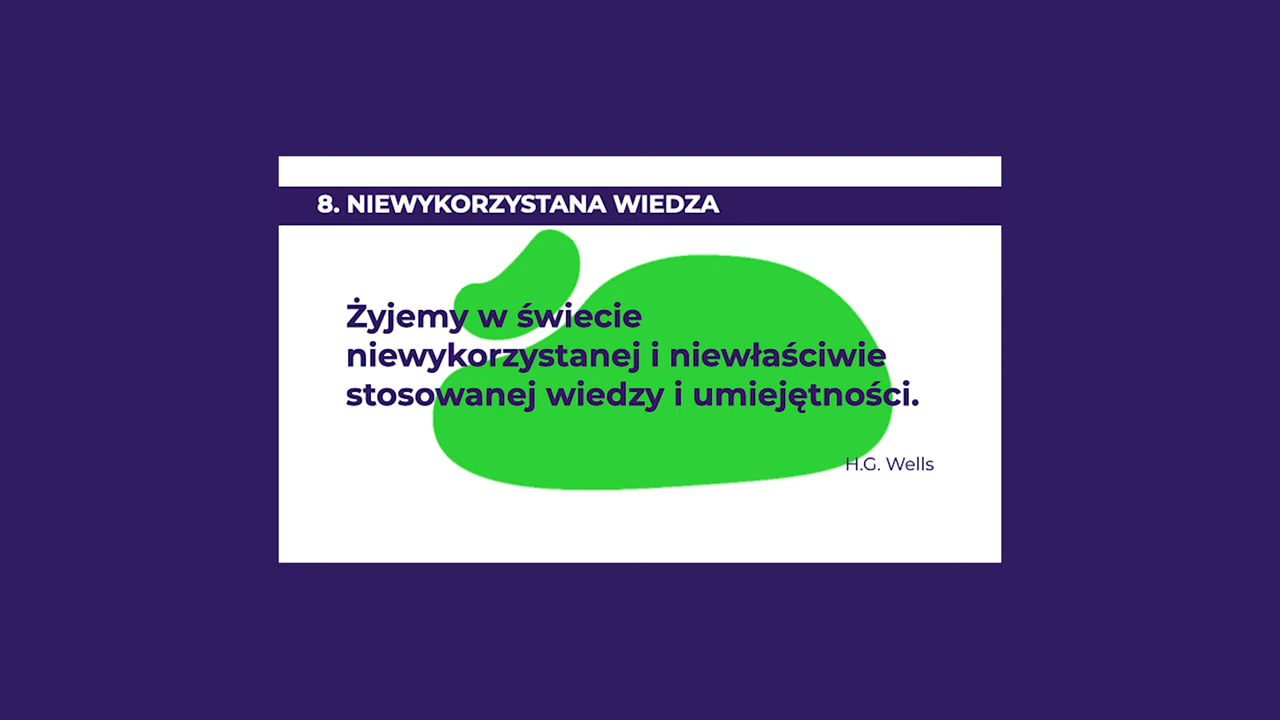 8. NIEWYKORZYSTANA WIEDZA
Żyjemy w świecie
niewykorzystanej i niewłaściwie
stosowanej wiedzy i umiejętności.
H.G. Wells